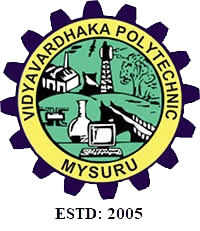 VIDYAVARDHAKA POLYTECHNIC
MYSURU
ESTD: 2005